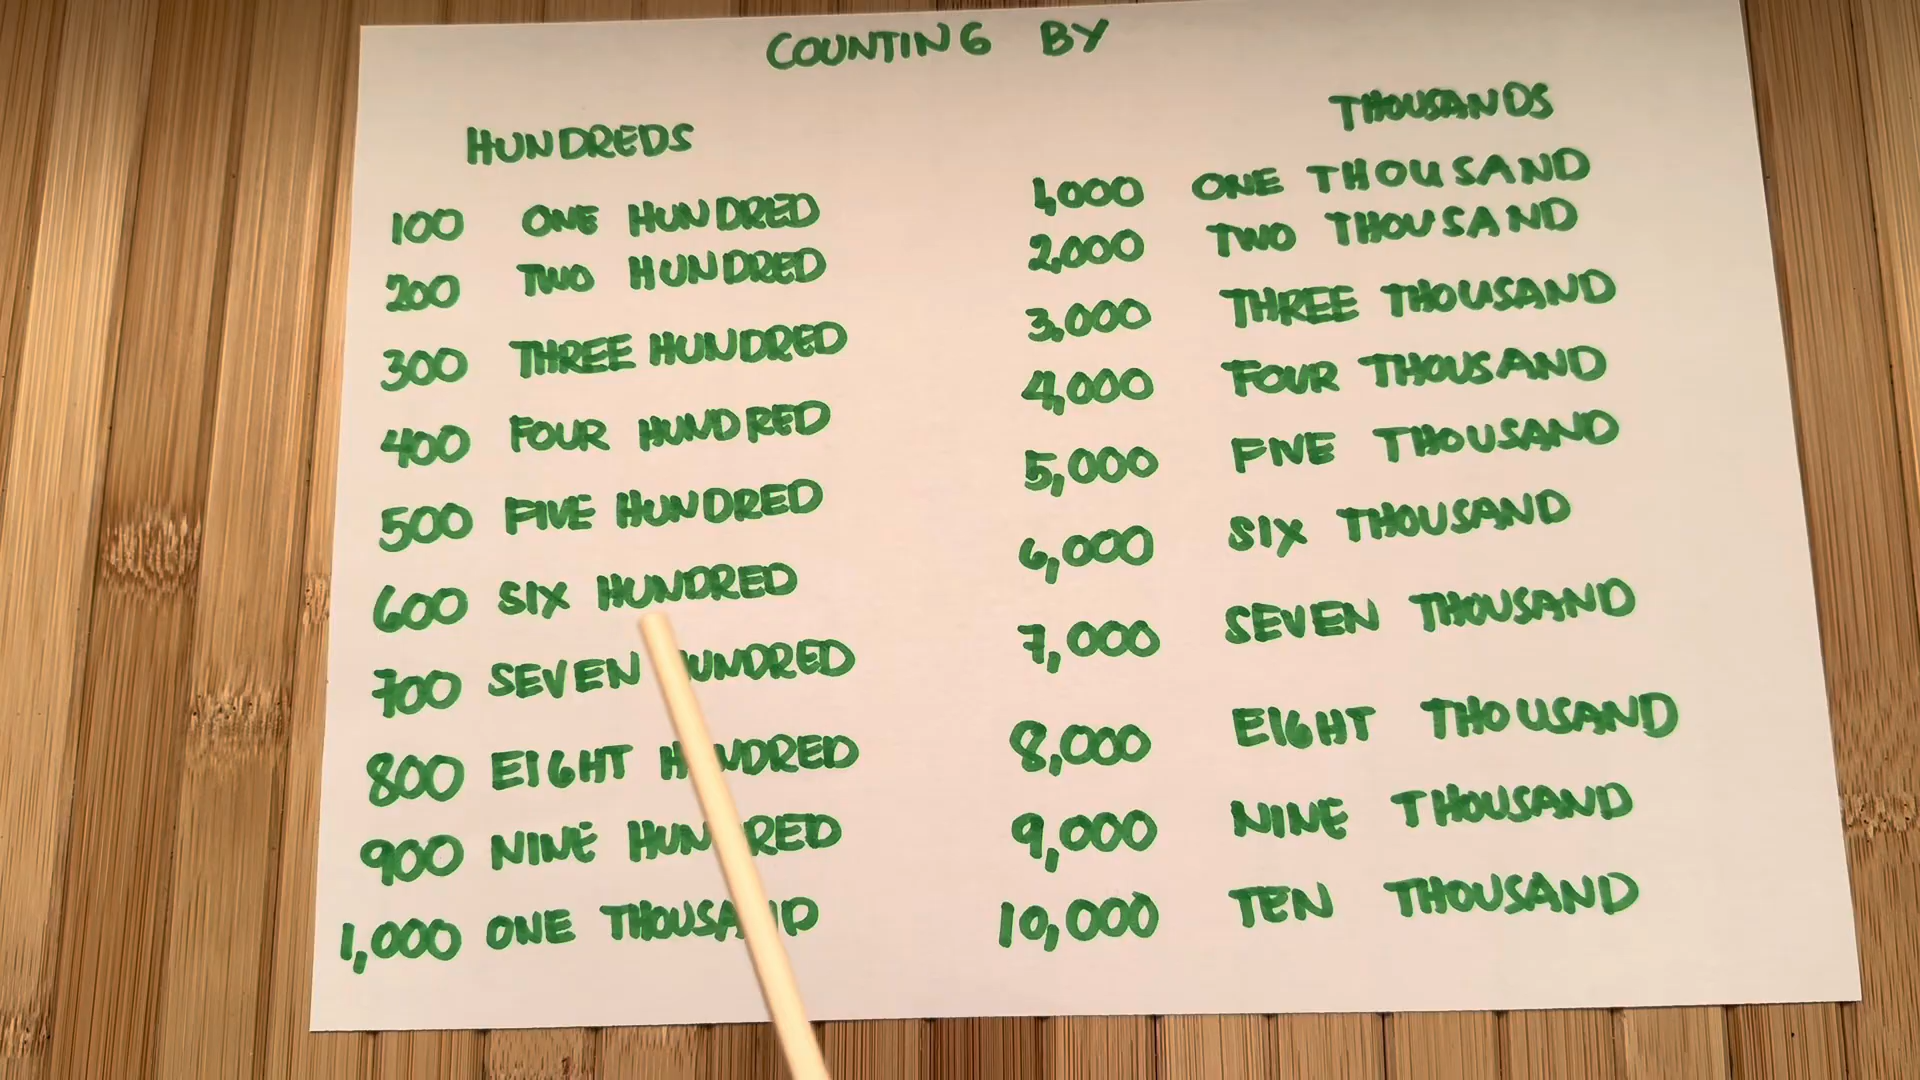 COUNTING BY
HUNDREDS
100 ONE HUNDRED
200 TWO HUNDRED
300 THREE HUNDRED
400 FOUR HUNDRED
500 FIVE HUNDRED
600 SIX HUNDRED
700 SEVEN HUNDRED
800 EIGHT HUNDRED
900 NINE HUNDRED
1,000 ONE THOUSAND
THOUSANDS
1,000 ONE THOUSAND
2,000 TWO THOUSAND
3,000 THREE THOUSAND
4,000 FOUR THOUSAND
5,000 FIVE THOUSAND
6,000 SIX THOUSAND
7,000 SEVEN THOUSAND
8,000 EIGHT THOUSAND
9,000 NINE THOUSAND
10,000 TEN THOUSAND